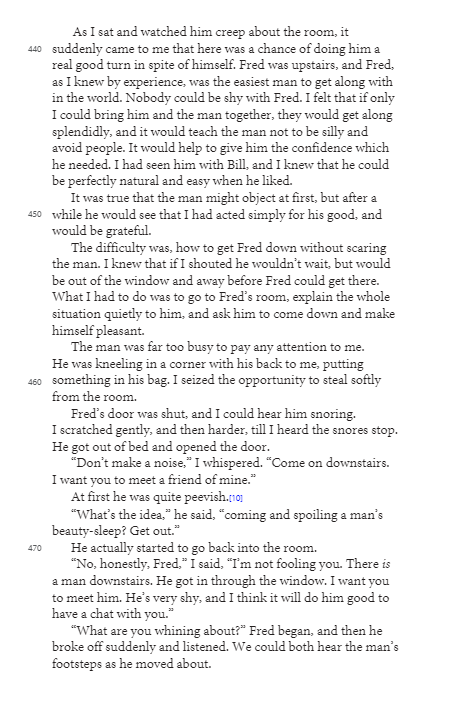 As I sat and watched him creep about the room, it
440 suddenly came to me that here was a chance of doing him a
real good turn in spite of himself. Fred was upstairs, and Fred,
as I knew by experience, was the easiest man to get along with
in the world. Nobody could be shy with Fred. I felt that if only
I could bring him and the man together, they would get along
splendidly, and it would teach the man not to be silly and
avoid people. It would help to give him the confidence which
he needed. I had seen him with Bill, and I knew that he could
be perfectly natural and easy when he liked.
It was true that the man might object at first, but after a
450 while he would see that I had acted simply for his good, and
would be grateful.
The difficulty was, how to get Fred down without scaring
the man. I knew that if I shouted he wouldn’t wait, but would
be out of the window and away before Fred could get there.
What I had to do was to go to Fred’s room, explain the whole
situation quietly to him, and ask him to come down and make
himself pleasant.
The man was far too busy to pay any attention to me.
He was kneeling in a corner with his back to me, putting
460 something in his bag. I seized the opportunity to steal softly
from the room.
Fred’s door was shut, and I could hear him snoring.
I scratched gently, and then harder, till I heard the snores stop.
He got out of bed and opened the door.
“Don’t make a noise,” I whispered. “Come on downstairs.
I want you to meet a friend of mine.”
At first he was quite peevish.[10]
“What’s the idea,” he said, “coming and spoiling a man’s
beauty-sleep? Get out.”
470 He actually started to go back into the room.
“No, honestly, Fred,” I said, “I’m not fooling you. There is
a man downstairs. He got in through the window. I want you
to meet him. He’s very shy, and I think it will do him good to
have a chat with you.”
“What are you whining about?” Fred began, and then he
broke off suddenly and listened. We could both hear the man’s
footsteps as he moved about.